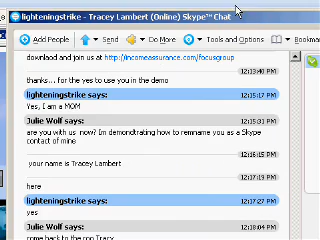 lighteningstrike - Tracey Lambert (Online) Skype™ Chat
Add People Send Do More Tools and Options Bookmark
download and join us at http://incomeassurance.com/focusgroup
12:13:40 PM
thanks... for the yes to use you in the demo
lighteningstrike says: 12:15:17 PM
Yes, I am a MOM
Julie Wolf says: 12:15:31 PM
are you with us now? Im demondtrating how to remname you as a Skype
contact of mine
12:16:15 PM
your name is Tracey Lambert
12:17:19 PM
here
lighteningstrike says: 12:17:27 PM
yes
Julie Wolf says: 12:18:04 PM
come back to the top Tracy